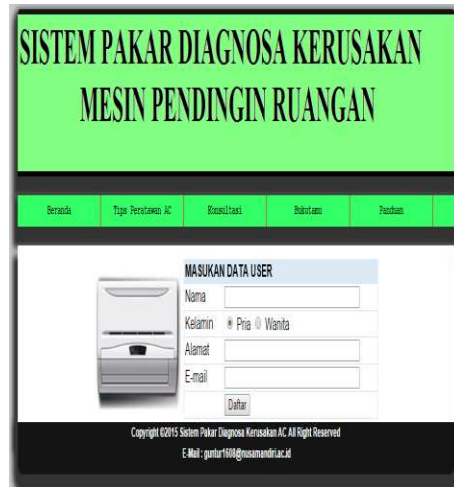 SISTEM PAKAR DIAGNOSA KERUSAKAN
MESIN PENDINGIN RUANGAN
Beranda Tips Peratawan AC Konsultasi Bukutamu Panduan
MASUKAN DATA USER
Nama
Kelamin Pria Wanita
Alamat
E-mail
Daftar
Copyright ©2015 Sistem Pakar Diagnosa Kerusakan AC All Right Reserved
E-Mail : guntur1608@nusamandiri.ac.id